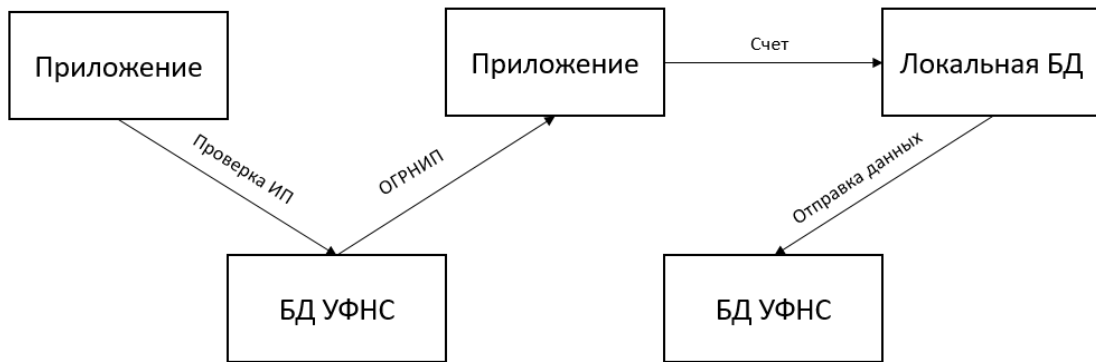 Приложение
Проверка ИП
БД УФНС
ОГРНИП
Приложение
Счет
Локальная БД
Отправка данных
БД УФНС